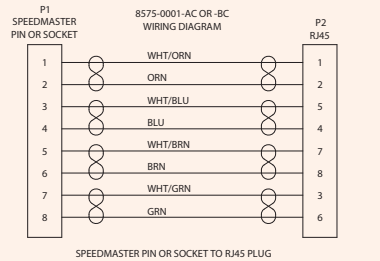 P1
SPEEDMASTER
PIN OR SOCKET
8575-0001-AC OR -BC
WIRING DIAGRAM
P2
RJ45
1 WHT/ORN 1
2 ORN 2
3 WHT/BLU 5
4 BLU 4
5 WHT/BRN 7
6 BRN 8
7 WHT/GRN 3
8 GRN 6
SPEEDMASTER PIN OR SOCKET TO RJ45 PLUG